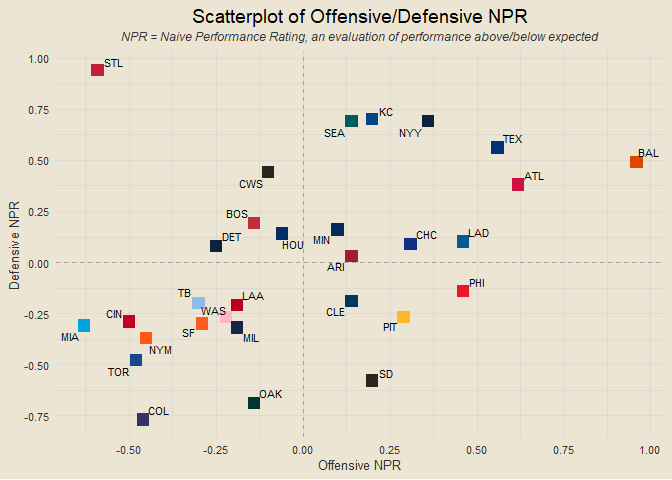 Scatterplot of Offensive/Defensive NPR
NPR = Naive Performance Rating, an evaluation of performance above/below expected
1.00
STL
0.75
KC
SEA
NYY
TEX
BAL
0.50
ATL
CWS
0.25
BOS
DET
HOU
MIN
CHC
LAD
ARI
0.00
PHI
TB
LAA
WAS
CIN
CLE
-0.25
MIA
SF
MIL
PIT
NYM
TOR
SD
-0.50
OAK
COL
-0.75
Defensive NPR
-0.50
-0.25
0.00
0.25
0.50
0.75
1.00
Offensive NPR